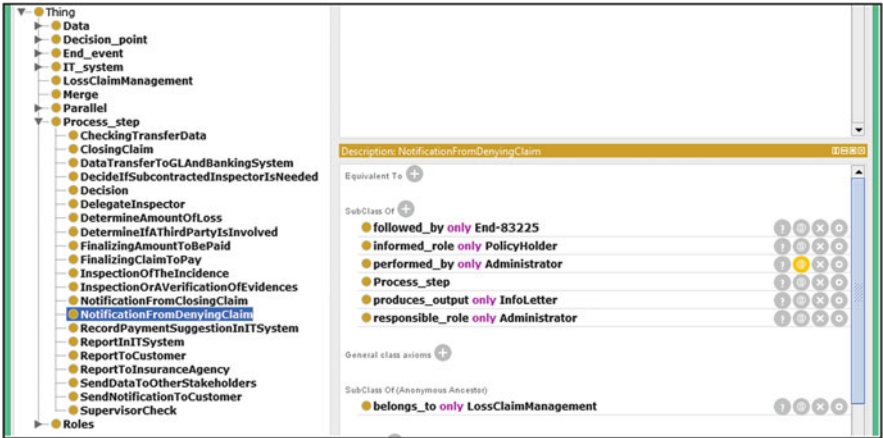 Thing
Data
Decision_point
End_event
IT_system
LossClaimManagement
Merge
Parallel
Process_step
CheckingTransferData
ClosingClaim
DataTransferToGLAndBankingSystem
DecideIfSubcontractedInspectorIsNeeded
Decision
DelegateInspector
DetermineAmountOfLoss
DetermineIfAThirdPartyIsInvolved
FinalizingAmountToBePaid
FinalizingClaimToPay
InspectionOfTheIncidence
InspectionOrAVerificationOfEvidences
NotificationFromClosingClaim
NotificationFromDenyingClaim
RecordPaymentSuggestionInITSystem
ReportInITSystem
ReportToCustomer
ReportToInsuranceAgency
SendDataToOtherStakeholders
SendNotificationToCustomer
SupervisorCheck
Roles
Description: NotificationFromDenyingClaim
Equivalent To
SubClass Of
followed_by only End-83225
informed_role only PolicyHolder
performed_by only Administrator
Process_step
produces_output only InfoLetter
responsible_role only Administrator
General class axioms
SubClass Of (Anonymous Ancestor)
belongs_to only LossClaimManagement